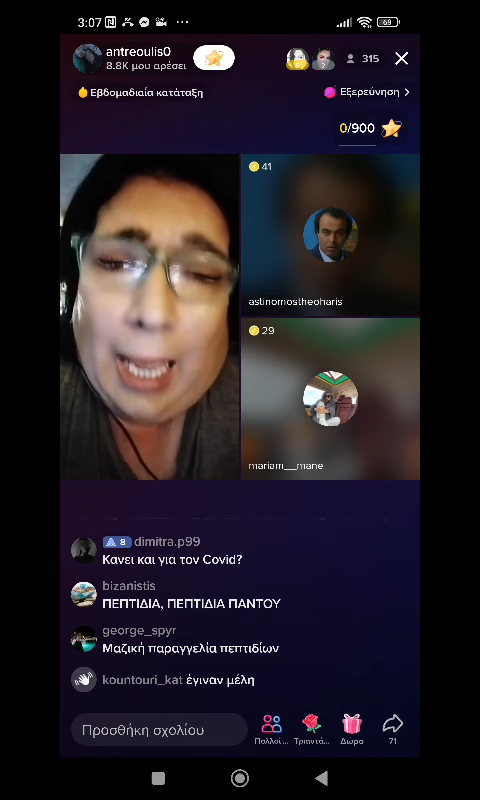 3:07
69
antreoulis0
8.8K μου αρέσει
315
Εβδομαδιαία κατάταξη
Εξερεύνηση
0/900
41
astinomostheoharis
29
mariam__mane
8 dimitra.p99
Κανει και για τον Covid?
bizanistis
ΠΕΠΤΙΔΙΑ, ΠΕΠΤΙΔΙΑ ΠΑΝΤΟΥ
george_spyr
Μαζική παραγγελία πεπτιδίων
kountouri_kat έγιναν μέλη
Προσθήκη σχολίου
Πολλοί... Τριαντά... Δώρο 71